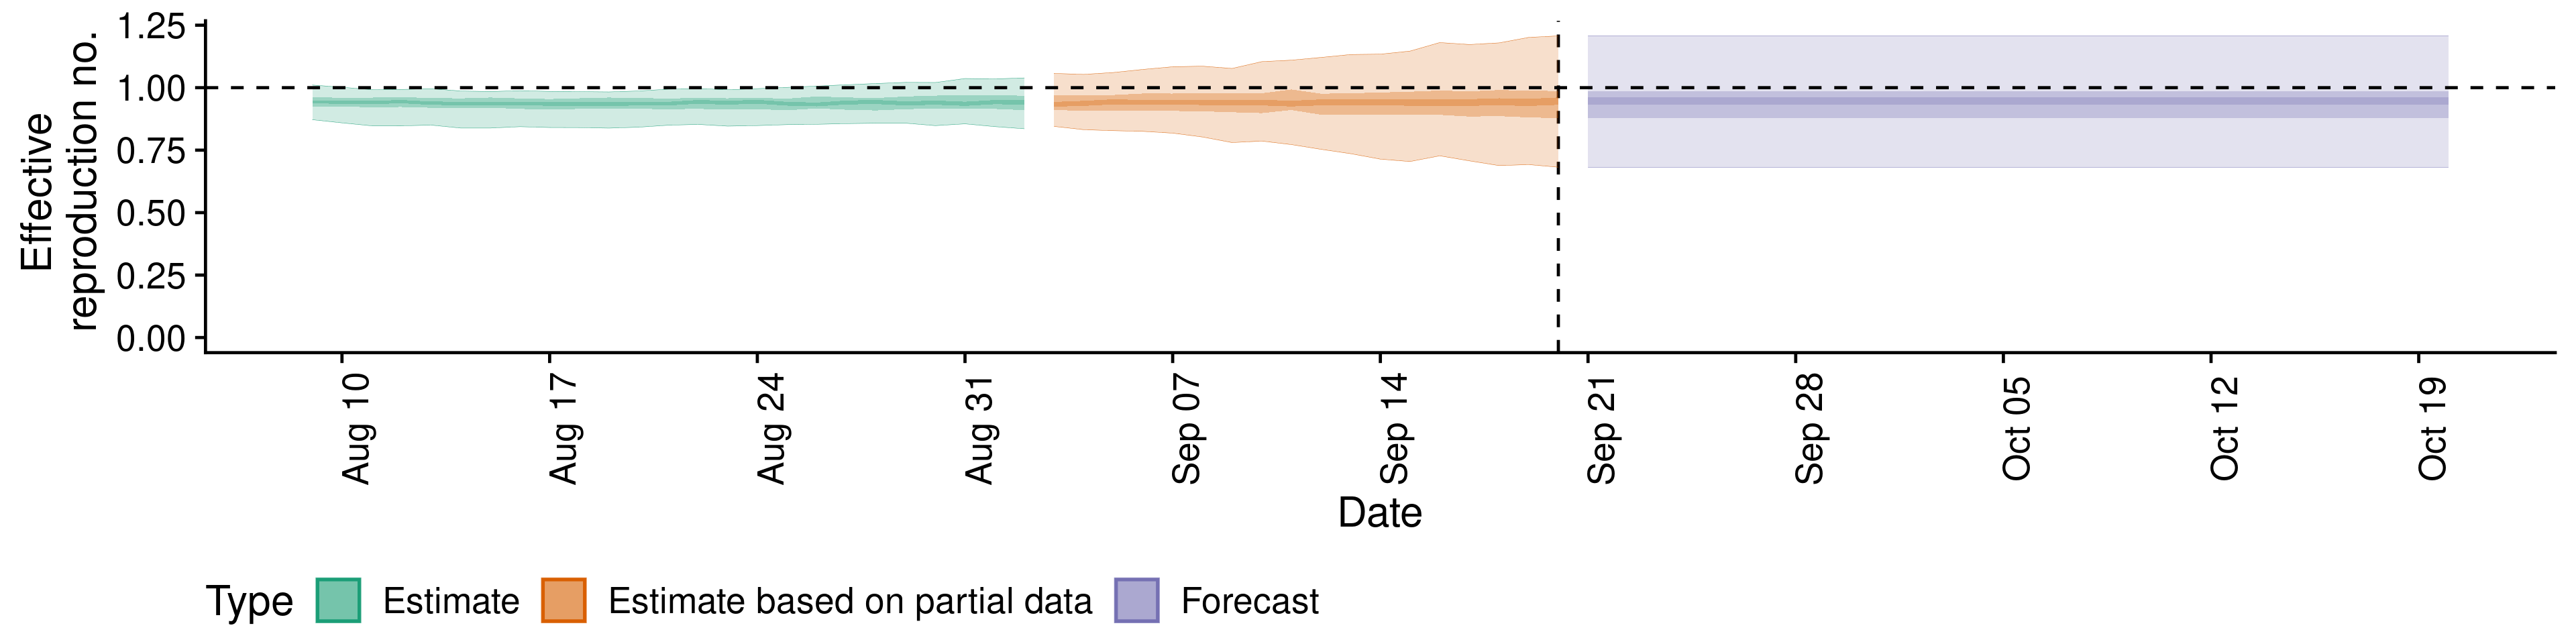 Effective
reproduction no.
1.25
1.00
0.75
0.50
0.25
0.00
Aug 10
Aug 17
Aug 24
Aug 31
Sep 07
Sep 14
Sep 21
Sep 28
Oct 05
Oct 12
Oct 19
Date
Type Estimate Estimate based on partial data Forecast